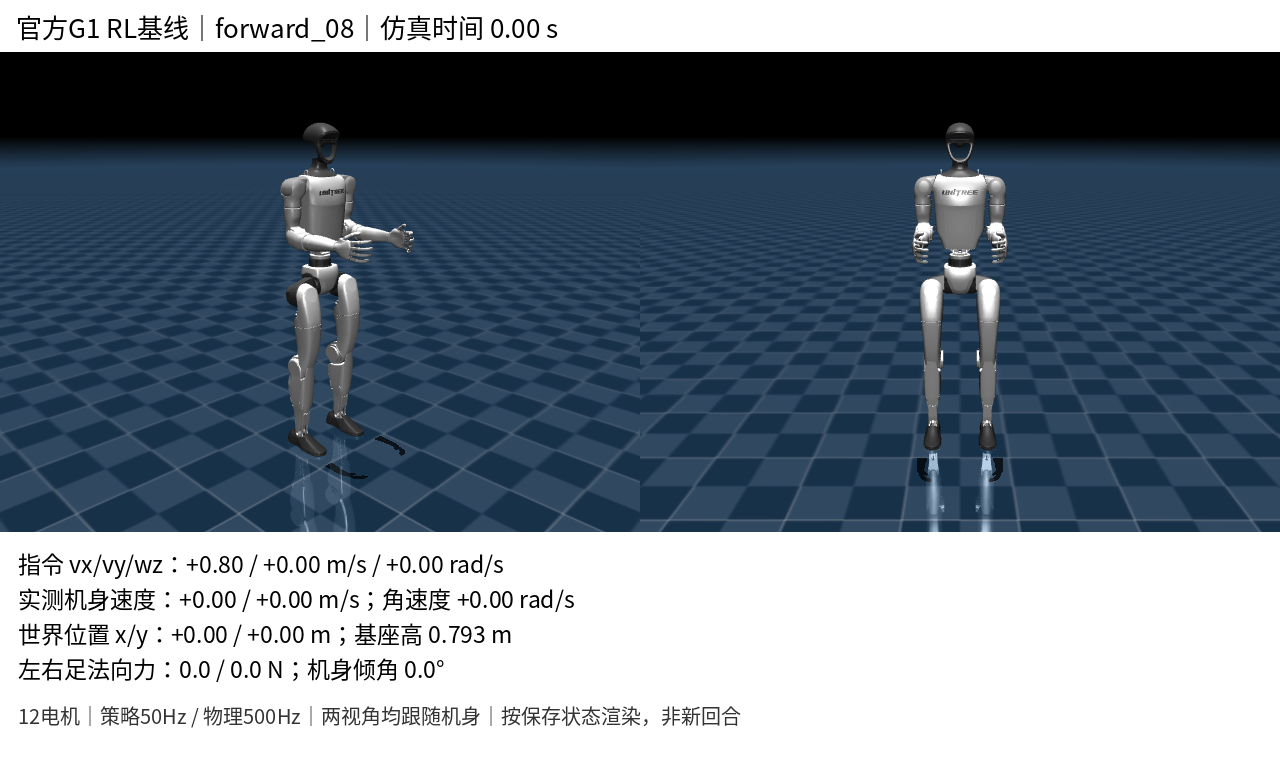 官方G1 RL基线｜forward_08｜仿真时间 0.00 s
UNITREE
UNITREE
指令 vx/vy/wz：+0.80 / +0.00 m/s / +0.00 rad/s
实测机身速度：+0.00 / +0.00 m/s；角速度 +0.00 rad/s
世界位置 x/y：+0.00 / +0.00 m；基座高 0.793 m
左右足法向力：0.0 / 0.0 N；机身倾角 0.0°
12电机｜策略50Hz / 物理500Hz｜两视角均跟随机身｜按保存状态渲染，非新回合